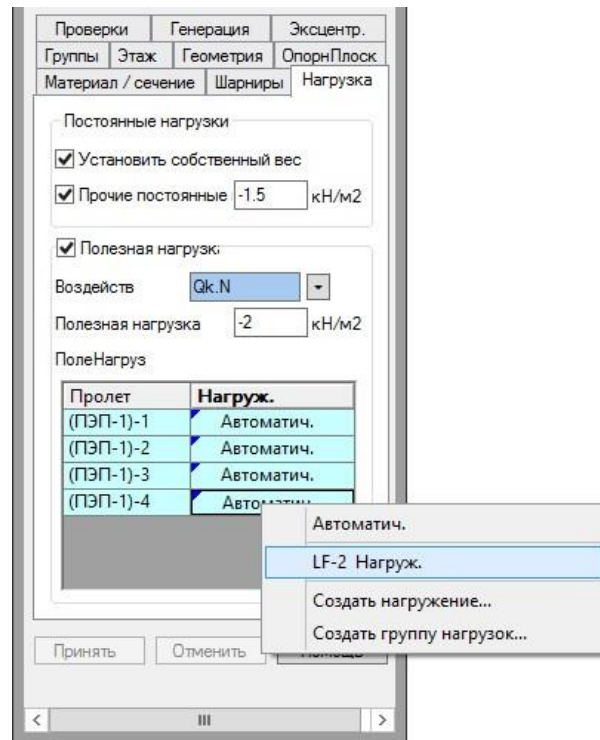 Проверки Генерация Эксцентр.
Группы Этаж Геометрия ОпорнПлоск
Материал / сечение Шарниры Нагрузка
Постоянные нагрузки
Установить собственный вес
Прочие постоянные -1.5 кН/м2
Полезная нагрузк
Воздейств Qk.N
Полезная нагрузка -2 кН/м2
ПолеНагруз
Пролет Нагруж.
(ПЭП-1)-1 Автоматич.
(ПЭП-1)-2 Автоматич.
(ПЭП-1)-3 Автоматич.
(ПЭП-1)-4 Автоматич.
Автоматич.
LF-2 Нагруж.
Создать нагружение...
Создать группу нагрузок...
Принять Отменить Помощь